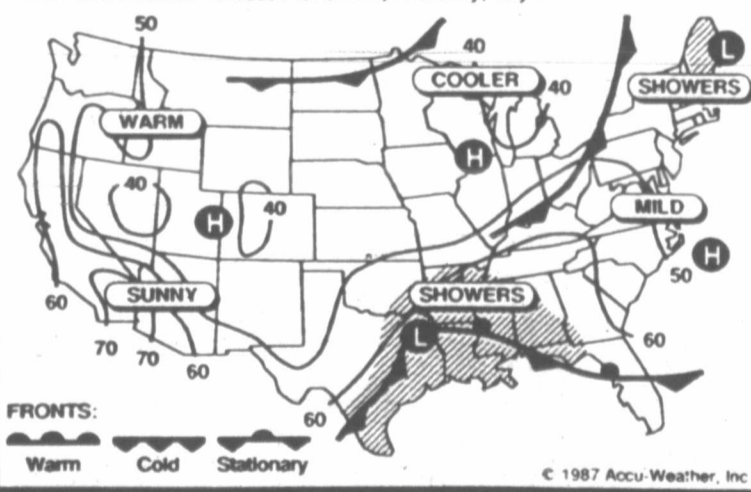 50
40
COOLER
40
L
SHOWERS
WARM
H
40
H
40
MILD
H
50
60
SUNNY
SHOWERS
L
70
70
60
60
60
FRONTS:
Warm
Cold
Stationary
© 1987 Accu-Weather, Inc